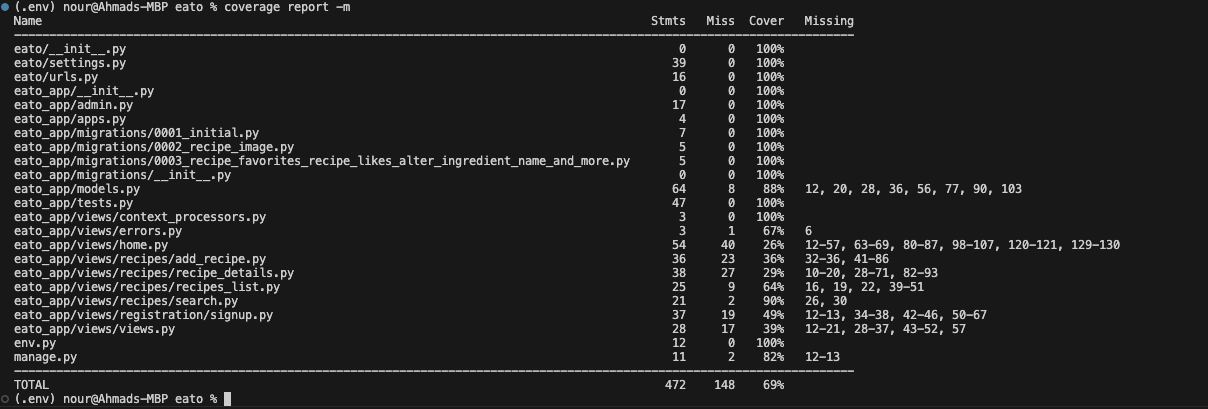 (.env) nour@Ahmads-MBP eato % coverage report -m
Name Stmts Miss Cover Missing
eato/__init__.py 0 0 100%
eato/settings.py 39 0 100%
eato/urls.py 16 0 100%
eato_app/__init__.py 0 0 100%
eato_app/admin.py 17 0 100%
eato_app/apps.py 4 0 100%
eato_app/migrations/0001_initial.py 7 0 100%
eato_app/migrations/0002_recipe_image.py 5 0 100%
eato_app/migrations/0003_recipe_favorites_recipe_likes_alter_ingredient_name_and_more.py 5 0 100%
eato_app/migrations/__init__.py 0 0 100%
eato_app/models.py 64 8 88% 12, 20, 28, 36, 56, 77, 90, 103
eato_app/tests.py 47 0 100%
eato_app/views/context_processors.py 3 0 100%
eato_app/views/errors.py 3 1 67% 6
eato_app/views/home.py 54 40 26% 12-57, 63-69, 80-87, 98-107, 120-121, 129-130
eato_app/views/recipes/add_recipe.py 36 23 36% 32-36, 41-86
eato_app/views/recipes/recipe_details.py 38 27 29% 10-20, 28-71, 82-93
eato_app/views/recipes/recipes_list.py 25 9 64% 16, 19, 22, 39-51
eato_app/views/recipes/search.py 21 2 90% 26, 30
eato_app/views/registration/signup.py 37 19 49% 12-13, 34-38, 42-46, 50-67
eato_app/views/views.py 28 17 39% 12-21, 28-37, 43-52, 57
env.py 12 0 100%
manage.py 11 2 82% 12-13
TOTAL 472 148 69%
(.env) nour@Ahmads-MBP eato %